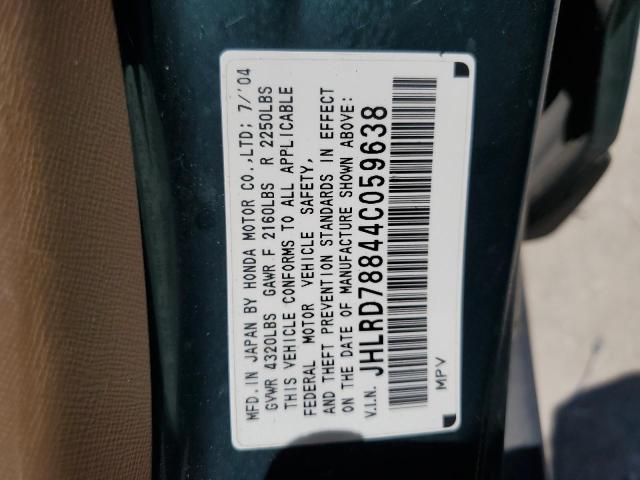 MFD. IN JAPAN BY HONDA MOTOR CO., LTD; 7/'04
GVWR 4320LBS GAWR F 2160LBS R 2250LBS
THIS VEHICLE CONFORMS TO ALL APPLICABLE
FEDERAL MOTOR VEHICLE SAFETY,
AND THEFT PREVENTION STANDARDS IN EFFECT
ON THE DATE OF MANUFACTURE SHOWN ABOVE:
V.I.N. JHLRD78844C059638
MPV